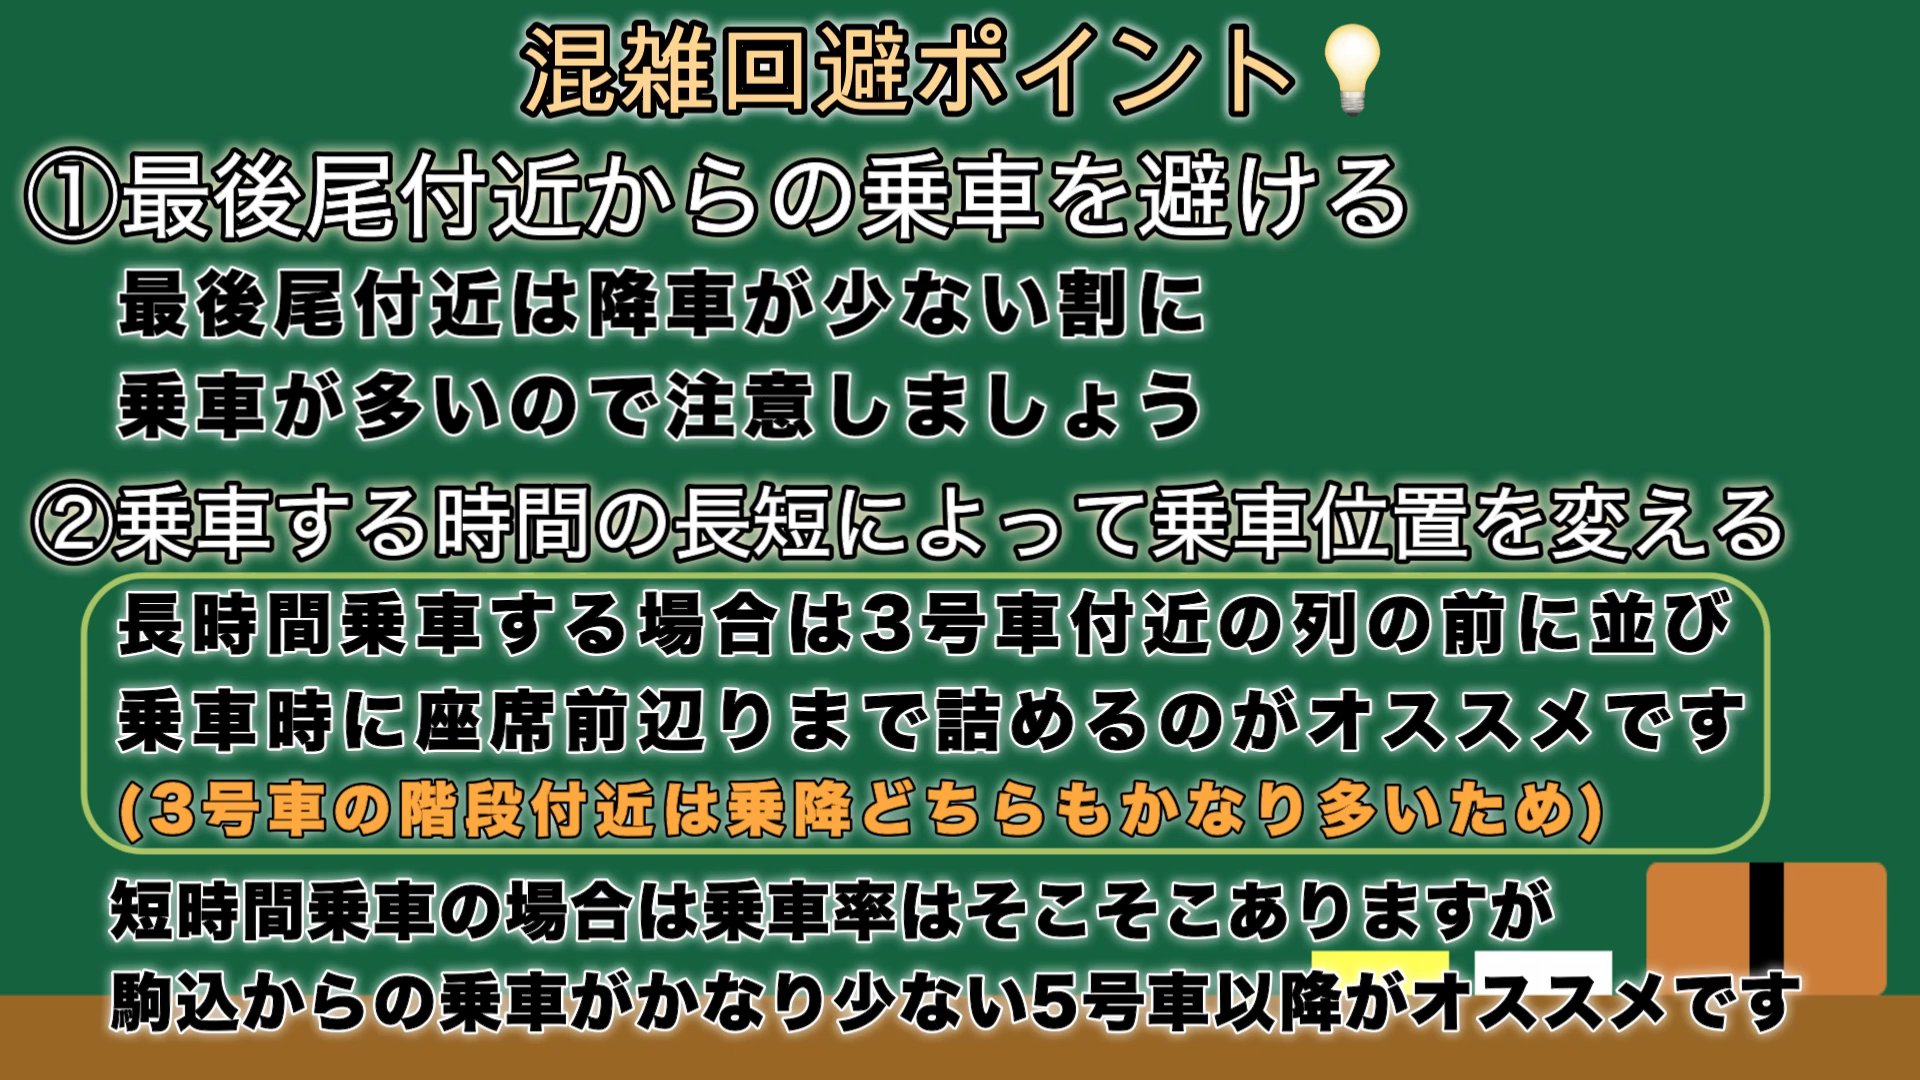 混雑回避ポイント💡
①最後尾付近からの乗車を避ける
最後尾付近は降車が少ない割に
乗車が多いので注意しましょう
②乗車する時間の長短によって乗車位置を変える
長時間乗車する場合は3号車付近の列の前に並び
乗車時に座席前辺りまで詰めるのがオススメです
(3号車の階段付近は乗降どちらもかなり多いため)
短時間乗車の場合は乗車率はそこそこありますが
駒込からの乗車がかなり少ない5号車以降がオススメです